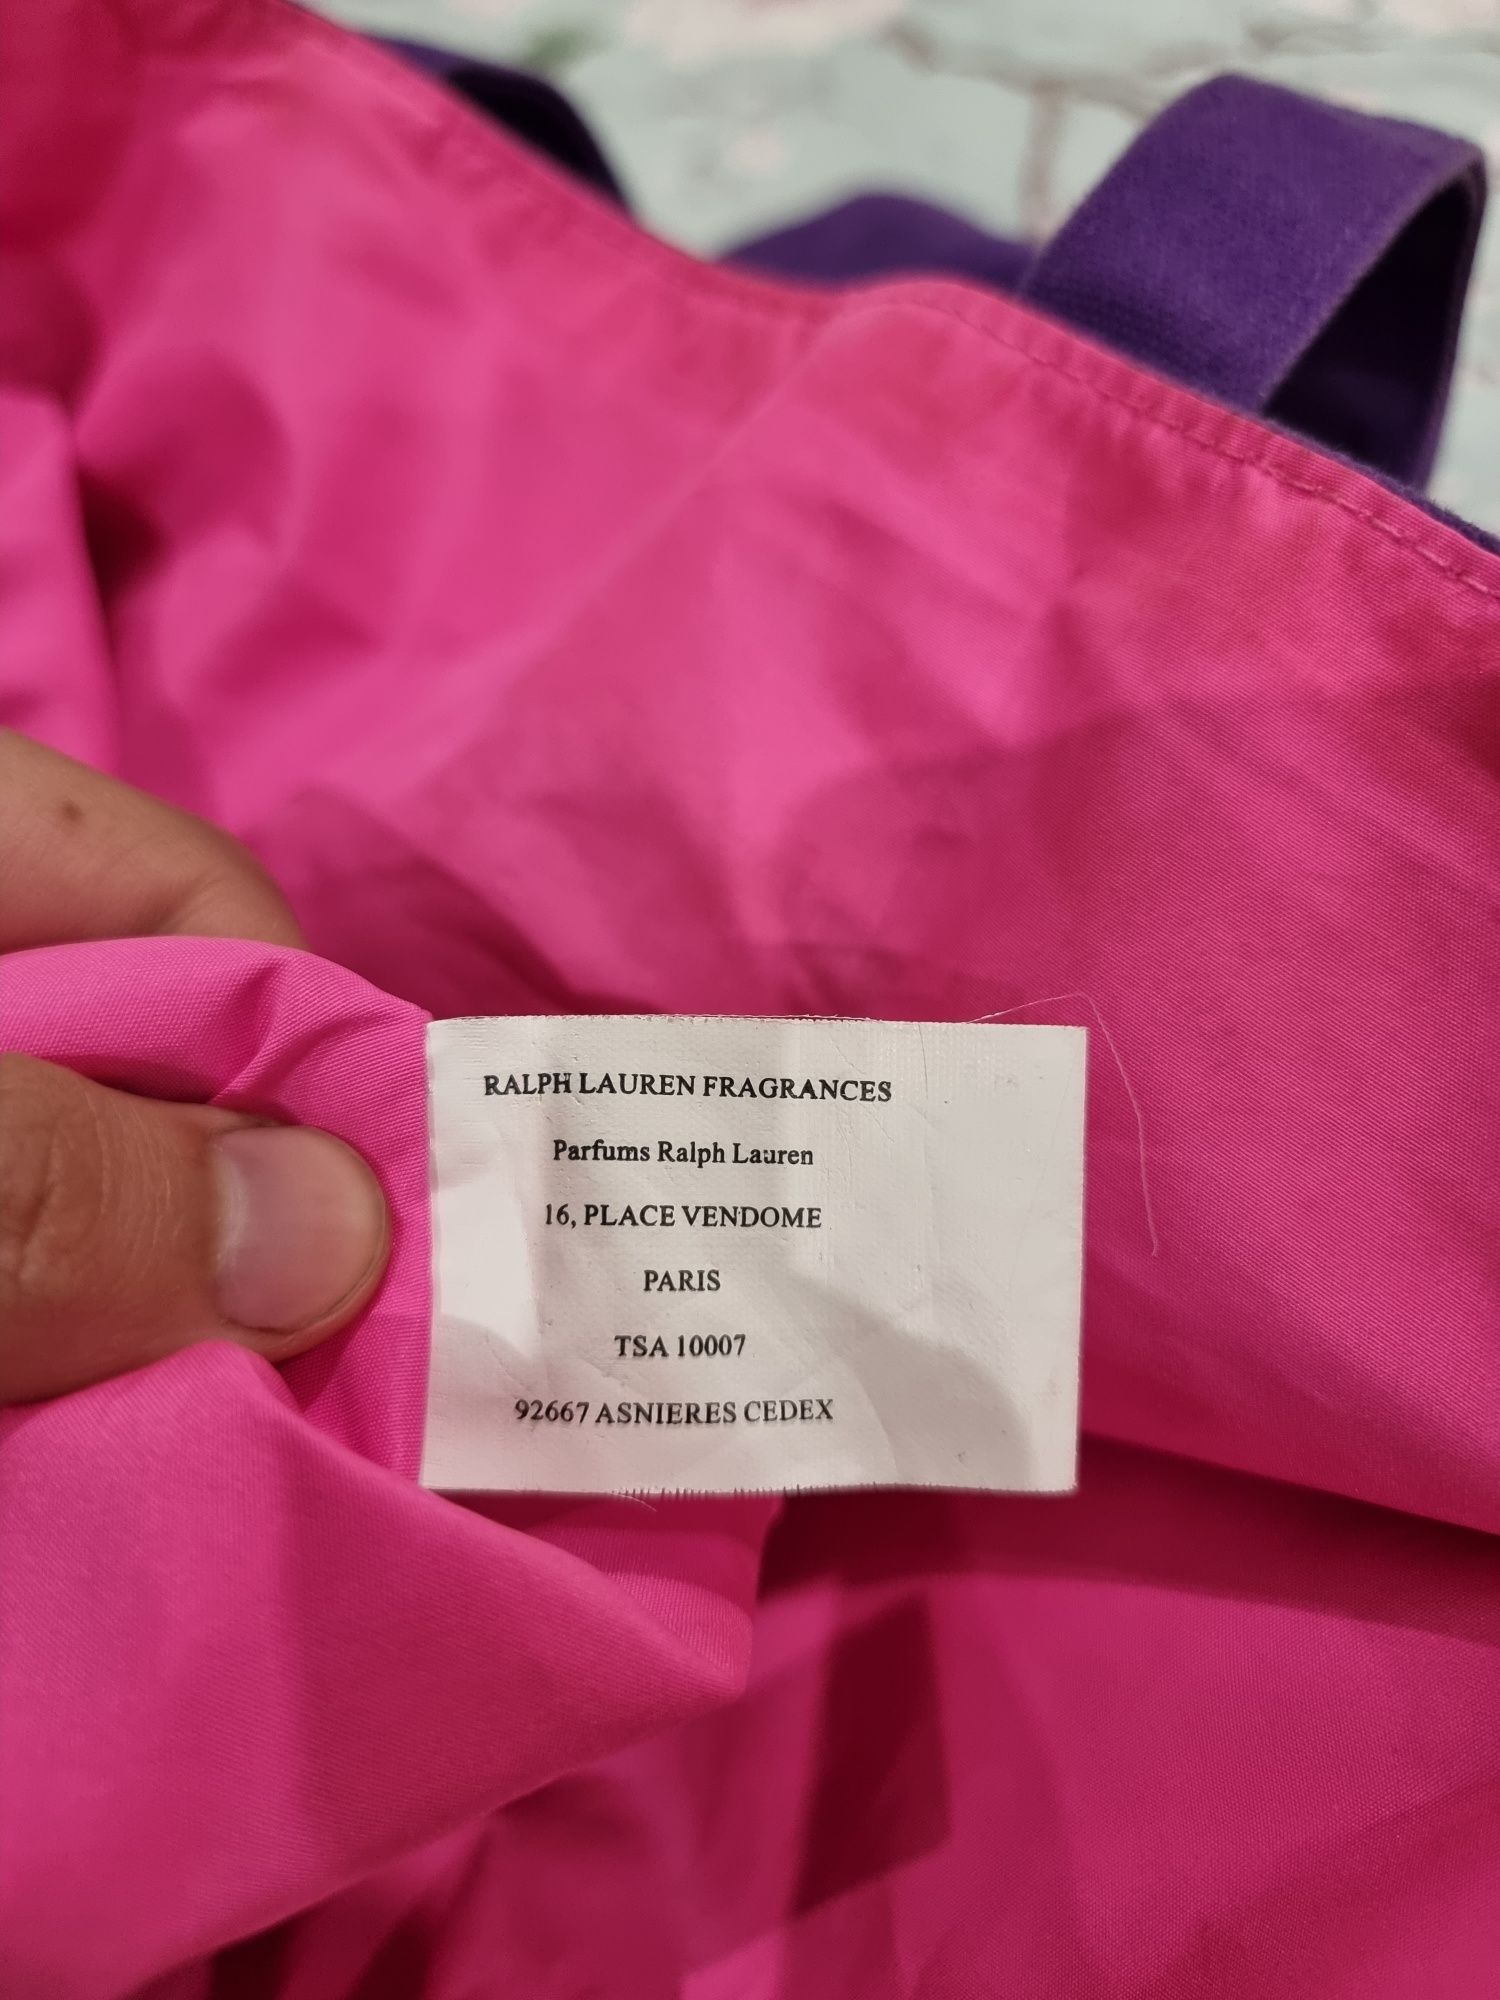 RALPH LAUREN FRAGRANCES
Parfums Ralph Lauren
16, PLACE VENDOME
PARIS
TSA 10007
92667 ASNIERES CEDEX